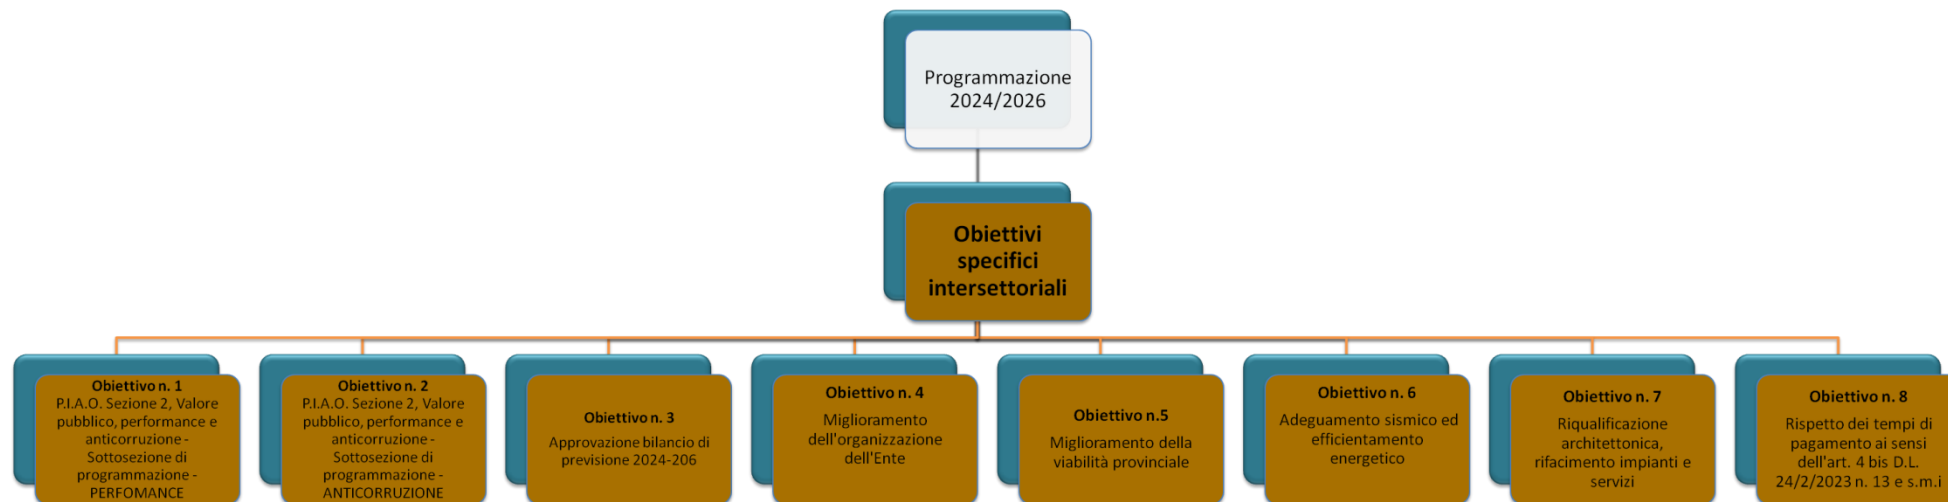 Programmazione
2024/2026
Obiettivi
specifici
intersettoriali
Obiettivo n. 1
P.I.A.O. Sezione 2, Valore
pubblico, performance e
anticorruzione -
Sottosezione di
programmazione -
PERFOMANCE
Obiettivo n. 2
P.I.A.O. Sezione 2, Valore
pubblico, performance e
anticorruzione -
Sottosezione di
programmazione -
ANTICORRUZIONE
Obiettivo n. 3
Approvazione bilancio di
previsione 2024-206
Obiettivo n. 4
Miglioramento
dell'organizzazione
dell'Ente
Obiettivo n.5
Miglioramento della
viabilità provinciale
Obiettivo n. 6
Adeguamento sismico ed
efficientamento
energetico
Obiettivo n. 7
Riqualificazione
architettonica,
rifacimento impianti e
servizi
Obiettivo n. 8
Rispetto dei tempi di
pagamento ai sensi
dell'art. 4 bis D.L.
24/2/2023 n. 13 e s.m.i